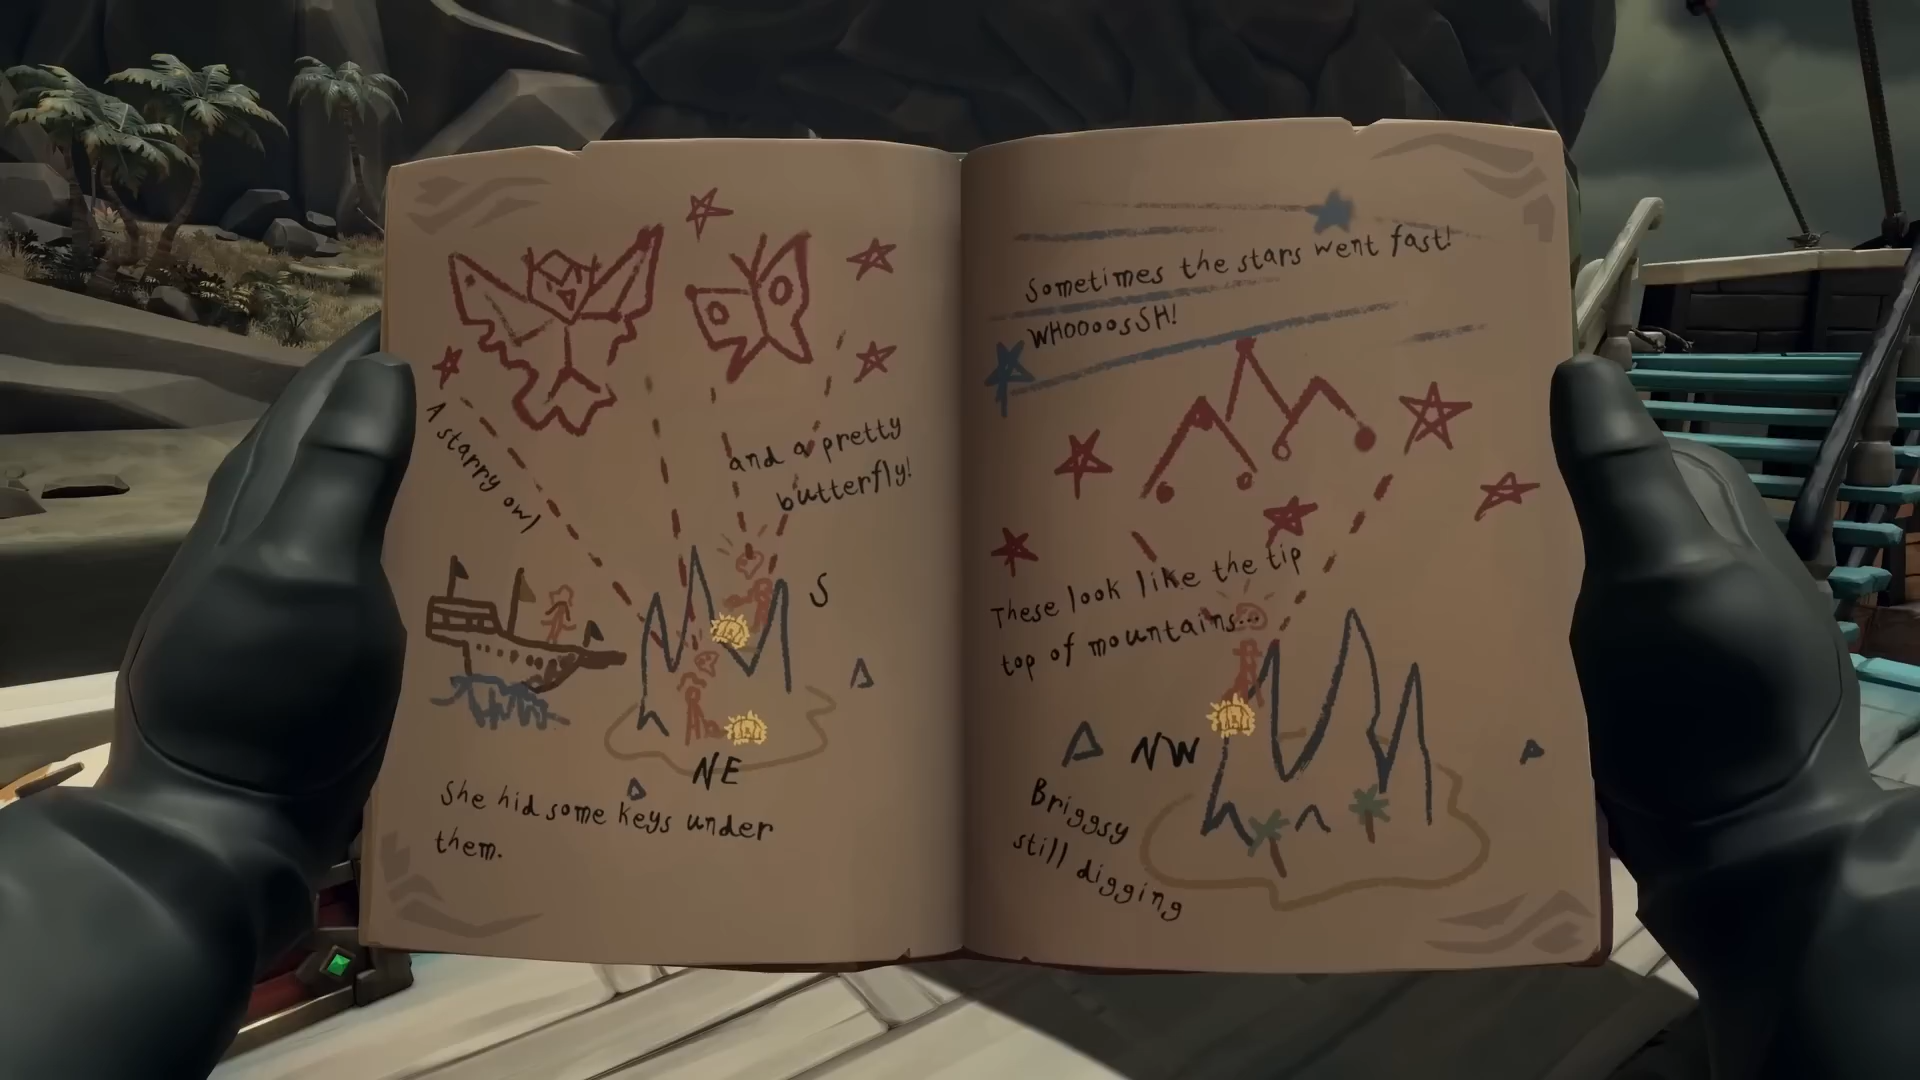 A starry owl
and a pretty
butterfly!
S
NE
She hid some keys under
them.
Sometimes the stars went fast!
WHOOoosSH!
These look like the tip
top of mountains...
NW
Briggsy
still digging